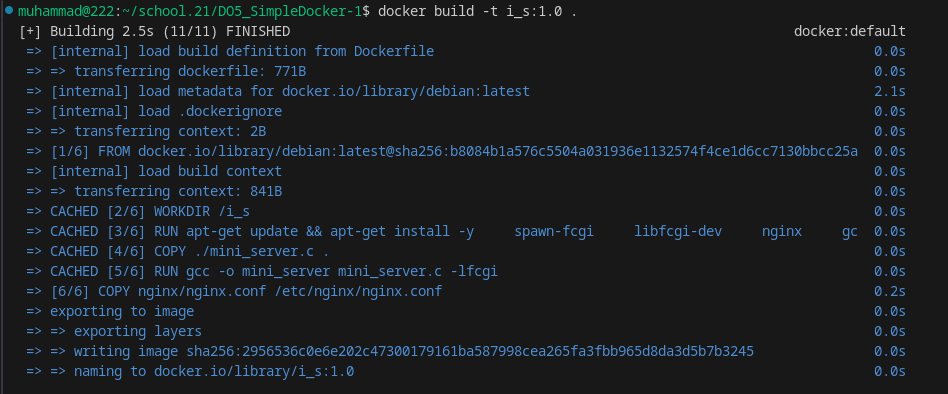 muhammad@222:~/school.21/DO5_SimpleDocker-1$ docker build -t i_s:1.0 .
[+] Building 2.5s (11/11) FINISHED docker:default
=> [internal] load build definition from Dockerfile 0.0s
=> => transferring dockerfile: 771B 0.0s
=> [internal] load metadata for docker.io/library/debian:latest 2.1s
=> [internal] load .dockerignore 0.0s
=> => transferring context: 2B 0.0s
=> [1/6] FROM docker.io/library/debian:latest@sha256:b8084b1a576c5504a031936e1132574f4ce1d6cc7130bbcc25a 0.0s
=> [internal] load build context 0.0s
=> => transferring context: 841B 0.0s
=> CACHED [2/6] WORKDIR /i_s 0.0s
=> CACHED [3/6] RUN apt-get update && apt-get install -y spawn-fcgi libfcgi-dev nginx gc 0.0s
=> CACHED [4/6] COPY ./mini_server.c . 0.0s
=> CACHED [5/6] RUN gcc -o mini_server mini_server.c -lfcgi 0.0s
=> [6/6] COPY nginx/nginx.conf /etc/nginx/nginx.conf 0.2s
=> exporting to image 0.0s
=> => exporting layers 0.0s
=> => writing image sha256:2956536c0e6e202c47300179161ba587998cea265fa3fbb965d8da3d5b7b3245 0.0s
=> => naming to docker.io/library/i_s:1.0 0.0s